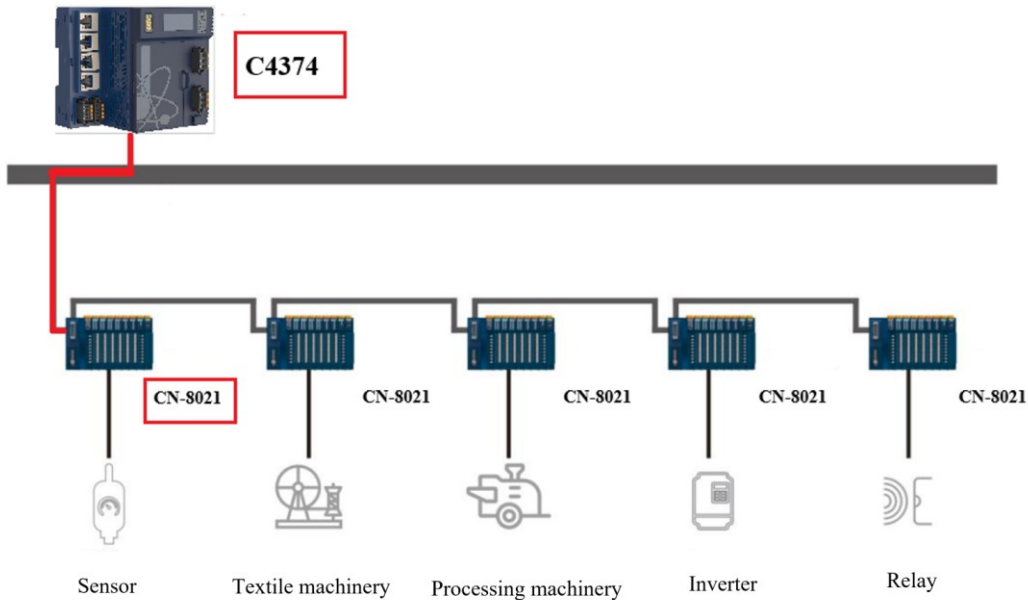 C4374
CN-8021
CN-8021
CN-8021
CN-8021
CN-8021
Sensor
Textile machinery
Processing machinery
Inverter
Relay